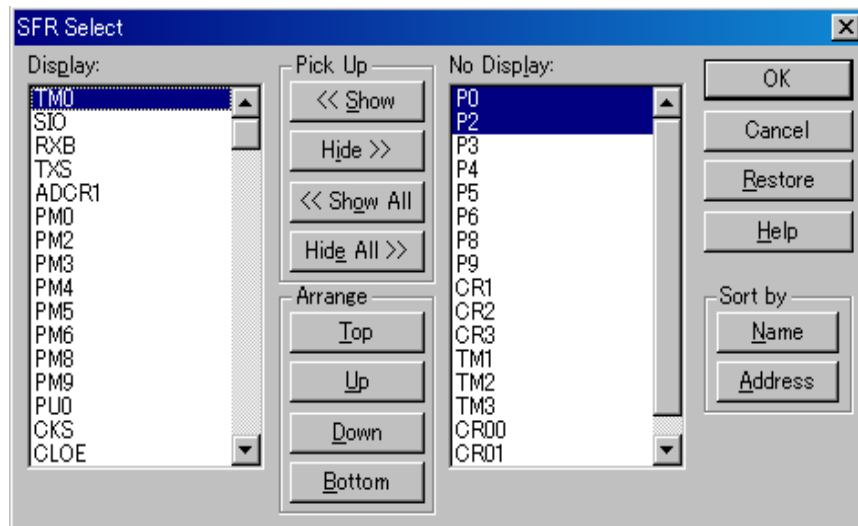 SFR Select
Display:
TM0
SIO
RXB
TXS
ADCR1
PM0
PM2
PM3
PM4
PM5
PM6
PM8
PM9
PU0
CKS
CLOE
Pick Up
<< Show
Hide >>
<< Show All
Hide All >>
Arrange
Top
Up
Down
Bottom
No Display:
P0
P2
P3
P4
P5
P6
P8
P9
CR1
CR2
CR3
TM1
TM2
TM3
CR00
CR01
OK
Cancel
Restore
Help
Sort by
Name
Address